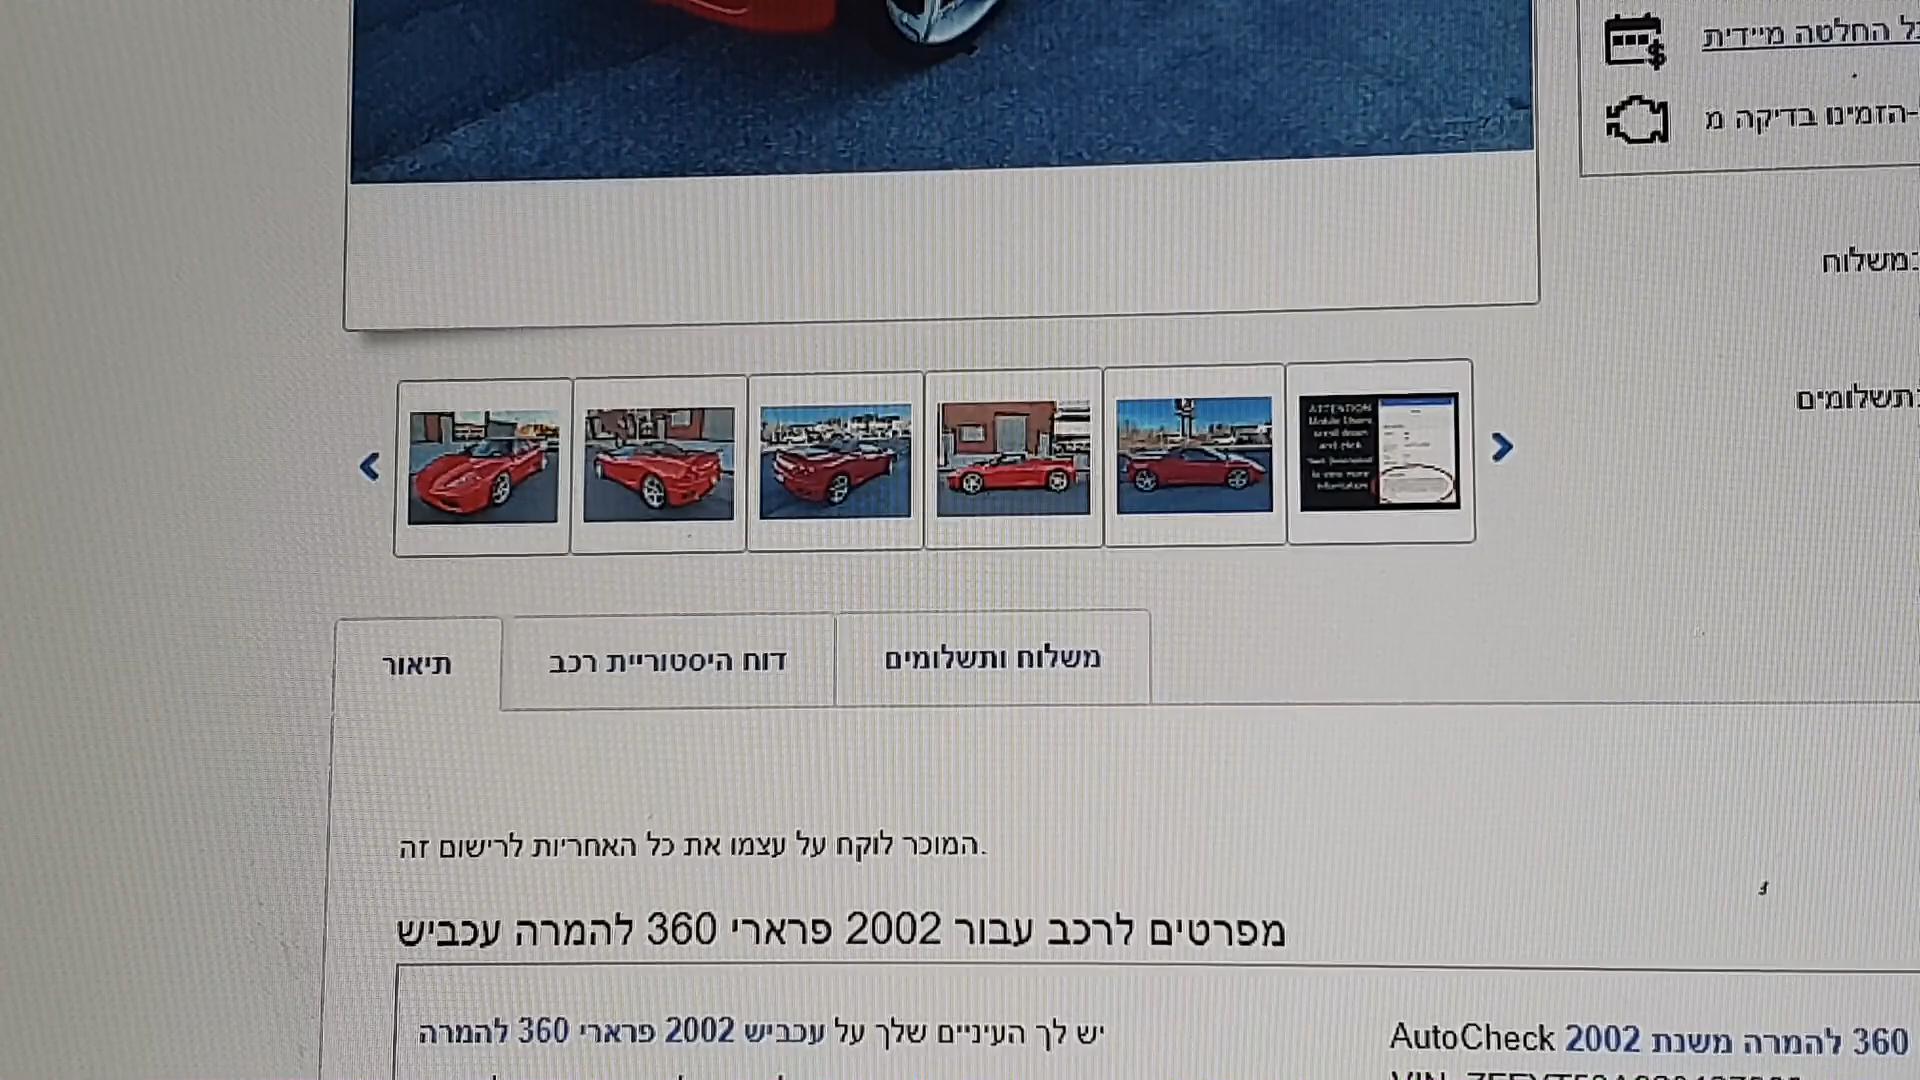 החלטה מיידית
הזמינו בדיקה מ-
משלוח:
תשלומים:
ATTENTION
תיאור
דוח היסטוריית רכב
משלוח ותשלומים
המוכר לוקח על עצמו את כל האחריות לרישום זה.
מפרטים לרכב עבור 2002 פרארי 360 להמרה עכביש
יש לך העיניים שלך על עכביש 2002 פרארי 360 להמרה
AutoCheck 2002 להמרה משנת 360